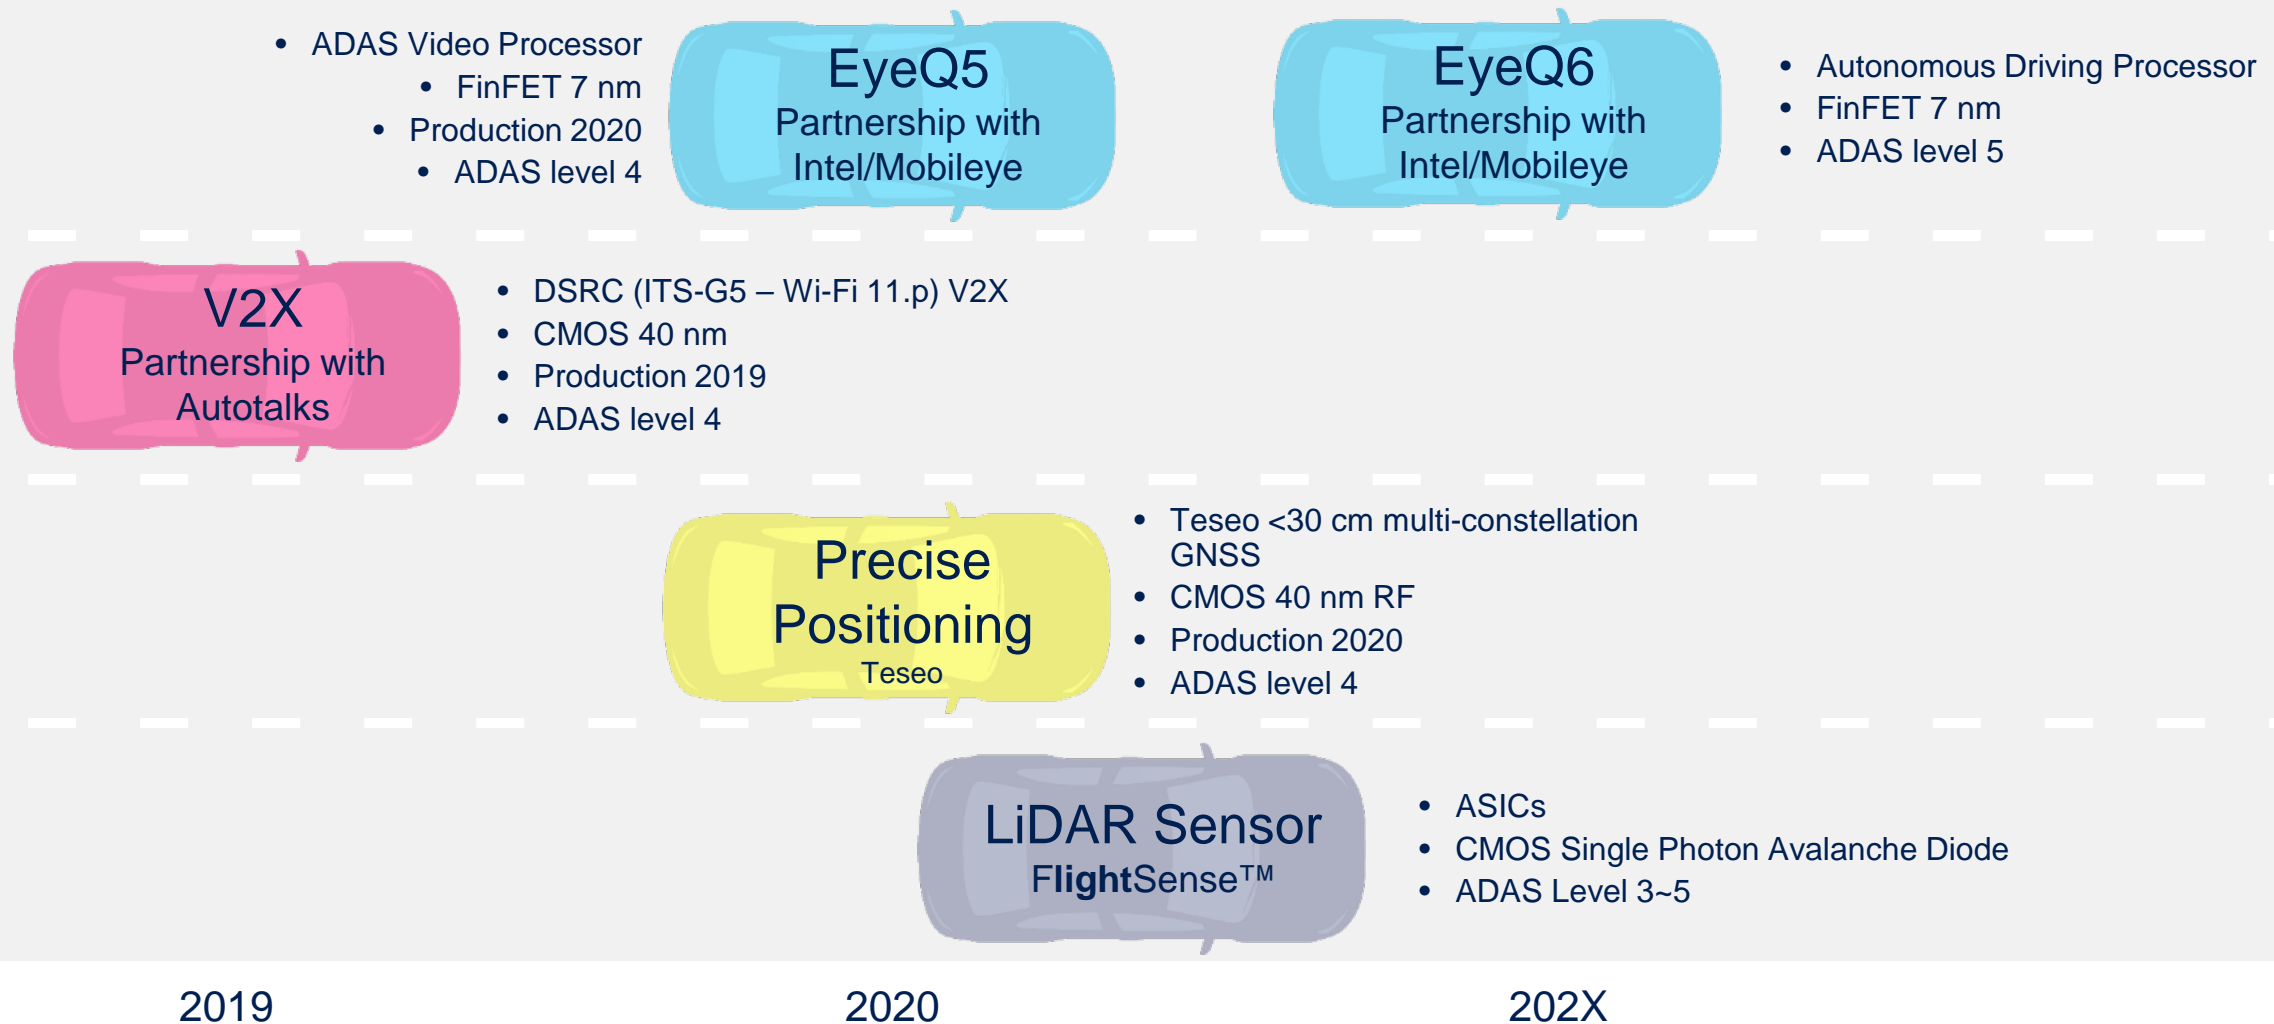 • ADAS Video Processor
• FinFET 7 nm
• Production 2020
• ADAS level 4
EyeQ5
Partnership with
Intel/Mobileye
EyeQ6
Partnership with
Intel/Mobileye
• Autonomous Driving Processor
• FinFET 7 nm
• ADAS level 5
V2X
Partnership with
Autotalks
• DSRC (ITS-G5 – Wi-Fi 11.p) V2X
• CMOS 40 nm
• Production 2019
• ADAS level 4
Precise
Positioning
Teseo
• Teseo <30 cm multi-constellation
GNSS
• CMOS 40 nm RF
• Production 2020
• ADAS level 4
LiDAR Sensor
FlightSense™
• ASICs
• CMOS Single Photon Avalanche Diode
• ADAS Level 3~5
2019
2020
202X